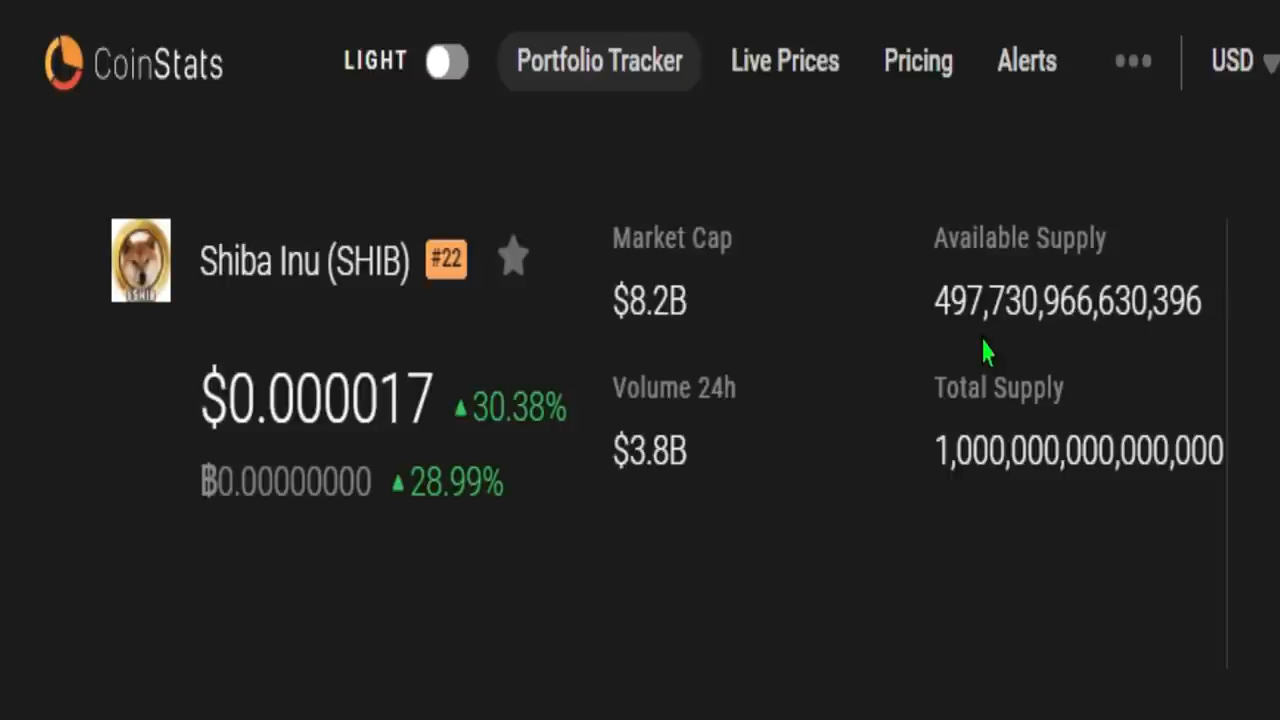 CoinStats LIGHT Portfolio Tracker Live Prices Pricing Alerts USD
Shiba Inu (SHIB) #22
$0.000017 ▲30.38%
฿0.00000000 ▲28.99%
Market Cap
$8.2B
Volume 24h
$3.8B
Available Supply
497,730,966,630,396
Total Supply
1,000,000,000,000,000